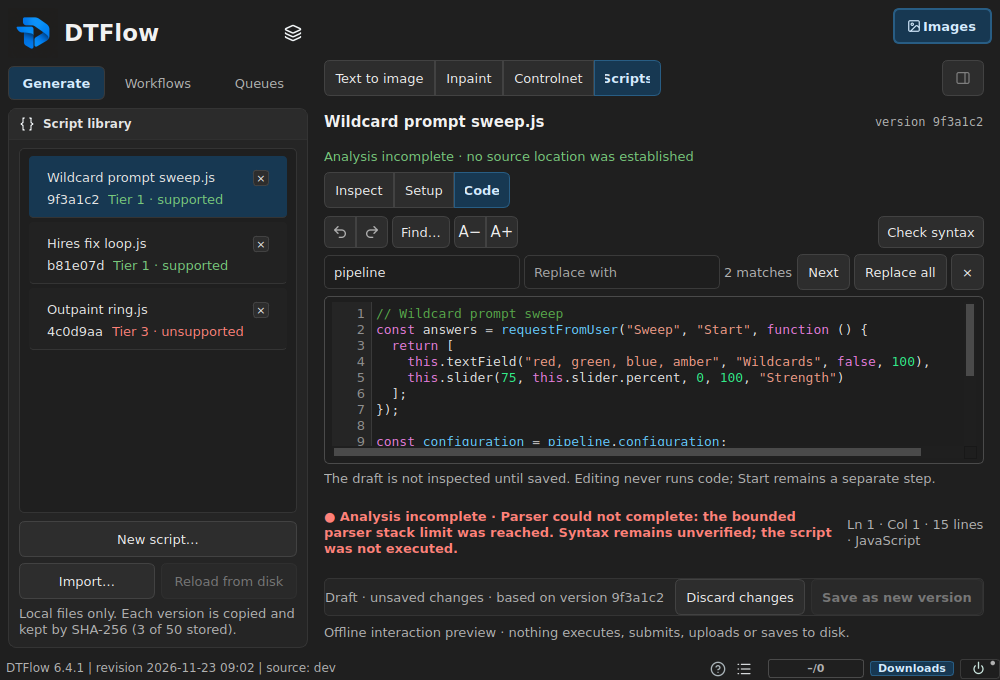 DTFlow
Images
Generate
Workflows
Queues
Text to image
Inpaint
Controlnet
Scripts
{ } Script library
Wildcard prompt sweep.js
9f3a1c2 Tier 1 · supported
Hires fix loop.js
b81e07d Tier 1 · supported
Outpaint ring.js
4c0d9aa Tier 3 · unsupported
New script...
Import...
Reload from disk
Local files only. Each version is copied and
kept by SHA-256 (3 of 50 stored).
Wildcard prompt sweep.js
version 9f3a1c2
Analysis incomplete · no source location was established
Inspect
Setup
Code
Find...
A−
A+
Check syntax
pipeline
Replace with
2 matches
Next
Replace all
×
1 // Wildcard prompt sweep
2 const answers = requestFromUser("Sweep", "Start", function () {
3   return [
4     this.textField("red, green, blue, amber", "Wildcards", false, 100),
5     this.slider(75, this.slider.percent, 0, 100, "Strength")
6   ];
7 });
8
9 const configuration = pipeline.configuration;
The draft is not inspected until saved. Editing never runs code; Start remains a separate step.
● Analysis incomplete · Parser could not complete: the bounded
parser stack limit was reached. Syntax remains unverified; the script
was not executed.
Ln 1 · Col 1 · 15 lines
· JavaScript
Draft · unsaved changes · based on version 9f3a1c2
Discard changes
Save as new version
Offline interaction preview · nothing executes, submits, uploads or saves to disk.
DTFlow 6.4.1 | revision 2026-11-23 09:02 | source: dev
–/0
Downloads